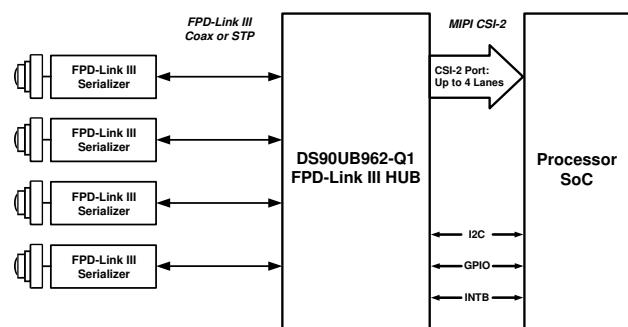 FPD-Link III
Coax or STP
MIPI CSI-2
FPD-Link III
Serializer
FPD-Link III
Serializer
FPD-Link III
Serializer
FPD-Link III
Serializer
DS90UB962-Q1
FPD-Link III HUB
CSI-2 Port:
Up to 4 Lanes
I2C
GPIO
INTB
Processor
SoC